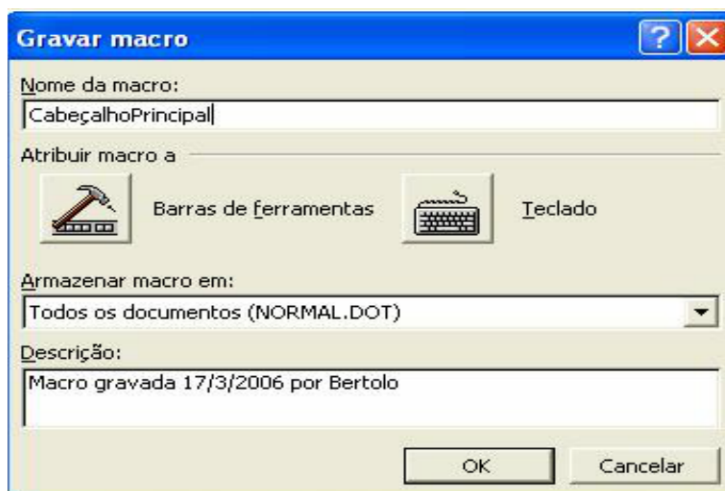 Gravar macro
Nome da macro:
CabeçalhoPrincipal
Atribuir macro a
Barras de ferramentas Teclado
Armazenar macro em:
Todos os documentos (NORMAL.DOT)
Descrição:
Macro gravada 17/3/2006 por Bertolo
OK Cancelar